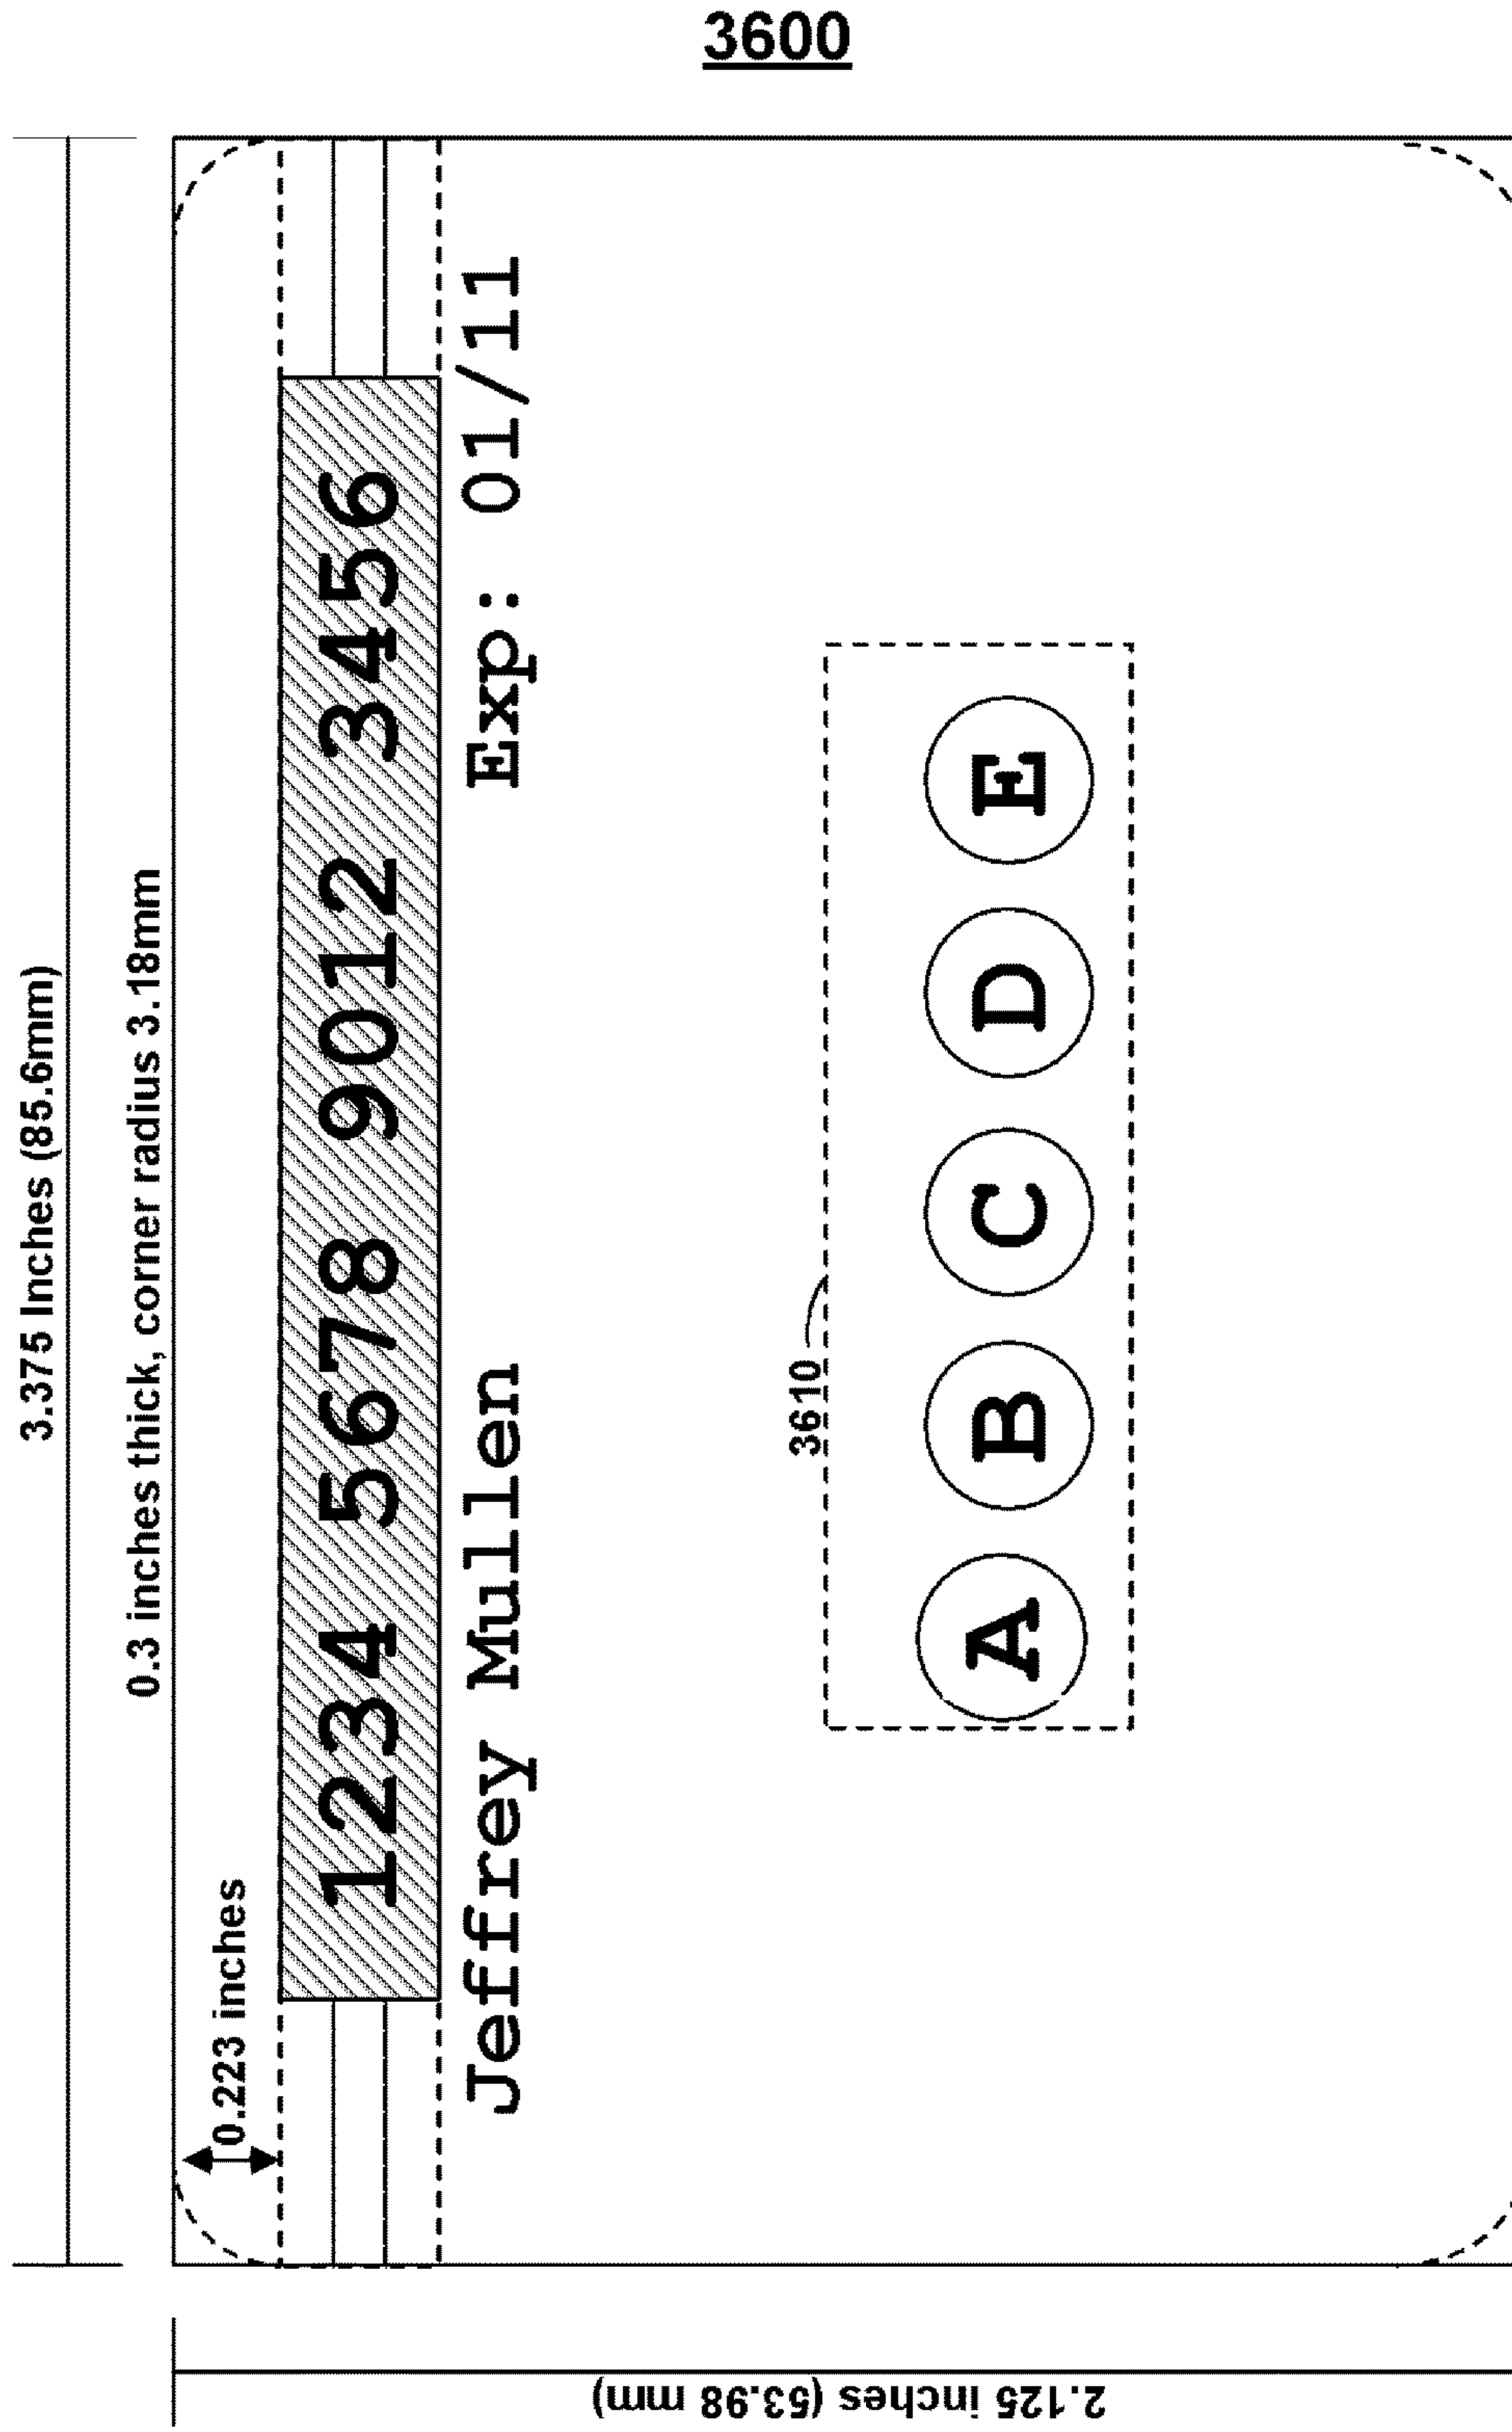 3600
3.375 Inches (85.6mm)
0.3 inches thick, corner radius 3.18mm
0.223 inches
1234 5678 9012 3456
Jeffrey Mullen Exp: 01/11
3610
A B C D E
2.125 inches (53.98 mm)